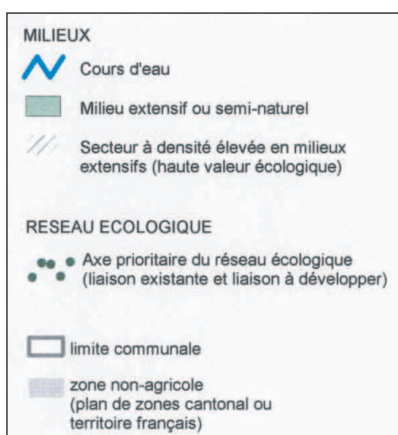 MILIEUX
Cours d'eau
Milieu extensif ou semi-naturel
Secteur à densité élevée en milieux
extensifs (haute valeur écologique)
RESEAU ECOLOGIQUE
Axe prioritaire du réseau écologique
(liaison existante et liaison à développer)
limite communale
zone non-agricole
(plan de zones cantonal ou
territoire français)